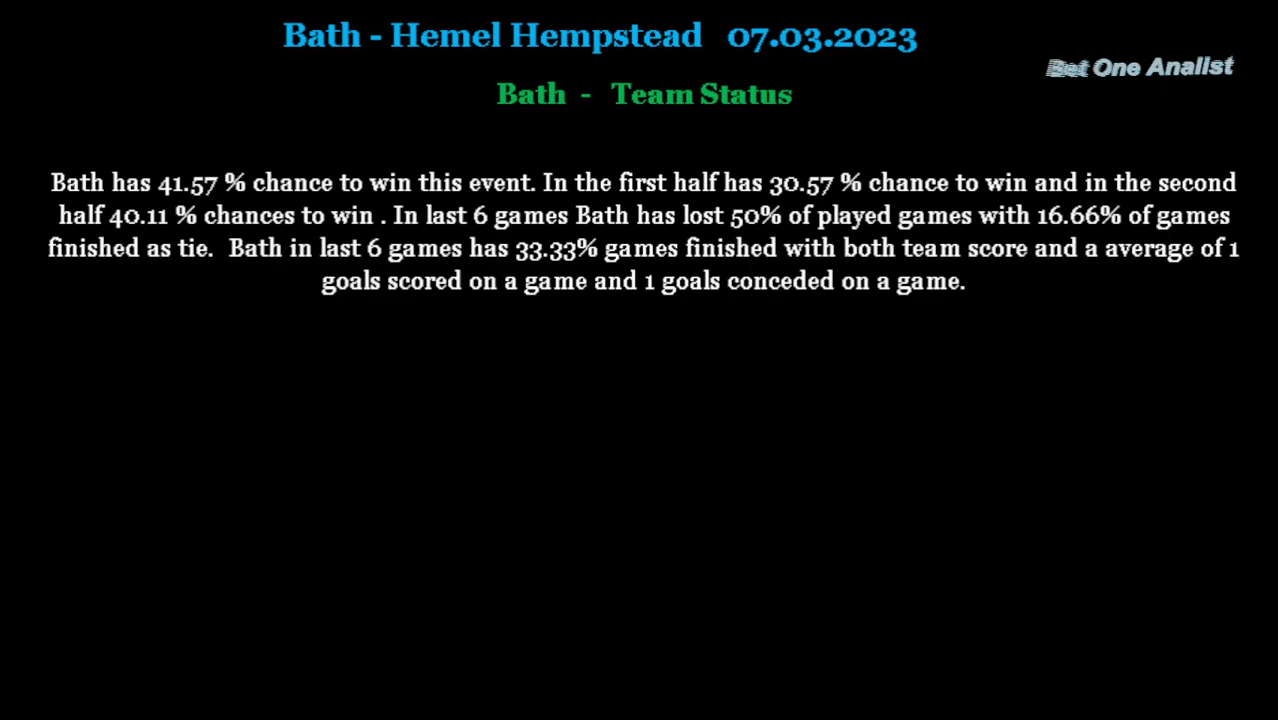 Bath - Hemel Hempstead 07.03.2023
Bet One Analist
Bath - Team Status
Bath has 41.57 % chance to win this event. In the first half has 30.57 % chance to win and in the second
half 40.11 % chances to win . In last 6 games Bath has lost 50% of played games with 16.66% of games
finished as tie. Bath in last 6 games has 33.33% games finished with both team score and a average of 1
goals scored on a game and 1 goals conceded on a game.